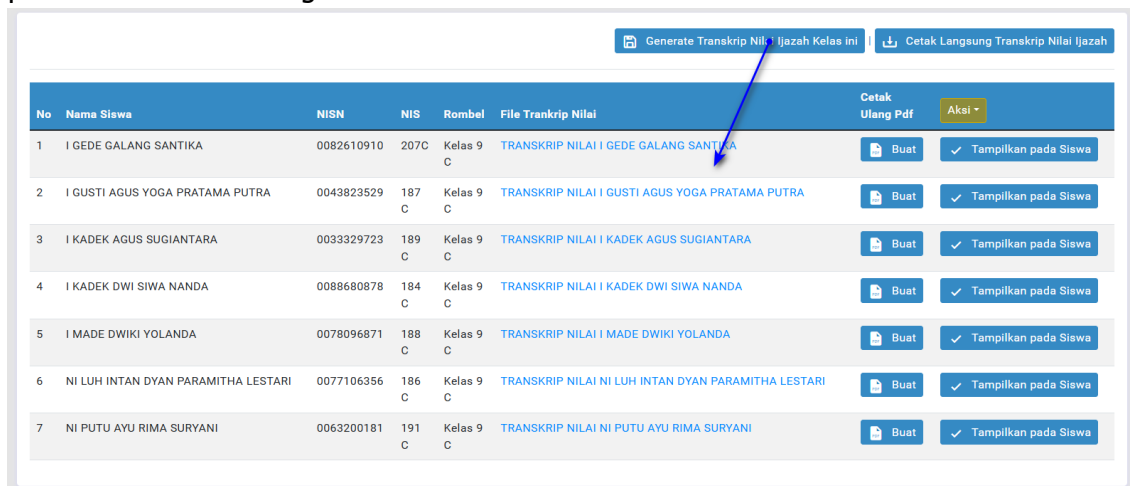 Generate Transkrip Nilai Ijazah Kelas ini | Cetak Langsung Transkrip Nilai Ijazah
No Nama Siswa NISN NIS Rombel File Trankrip Nilai Cetak Ulang Pdf Aksi
1 I GEDE GALANG SANTIKA 0082610910 207C Kelas 9 C TRANSKRIP NILAI I GEDE GALANG SANTIKA Buat Tampilkan pada Siswa
2 I GUSTI AGUS YOGA PRATAMA PUTRA 0043823529 187 C Kelas 9 C TRANSKRIP NILAI I GUSTI AGUS YOGA PRATAMA PUTRA Buat Tampilkan pada Siswa
3 I KADEK AGUS SUGIANTARA 0033329723 189 C Kelas 9 C TRANSKRIP NILAI I KADEK AGUS SUGIANTARA Buat Tampilkan pada Siswa
4 I KADEK DWI SIWA NANDA 0088680878 184 C Kelas 9 C TRANSKRIP NILAI I KADEK DWI SIWA NANDA Buat Tampilkan pada Siswa
5 I MADE DWIKI YOLANDA 0078096871 188 C Kelas 9 C TRANSKRIP NILAI I MADE DWIKI YOLANDA Buat Tampilkan pada Siswa
6 NI LUH INTAN DYAN PARAMITHA LESTARI 0077106356 186 C Kelas 9 C TRANSKRIP NILAI NI LUH INTAN DYAN PARAMITHA LESTARI Buat Tampilkan pada Siswa
7 NI PUTU AYU RIMA SURYANI 0063200181 191 C Kelas 9 C TRANSKRIP NILAI NI PUTU AYU RIMA SURYANI Buat Tampilkan pada Siswa